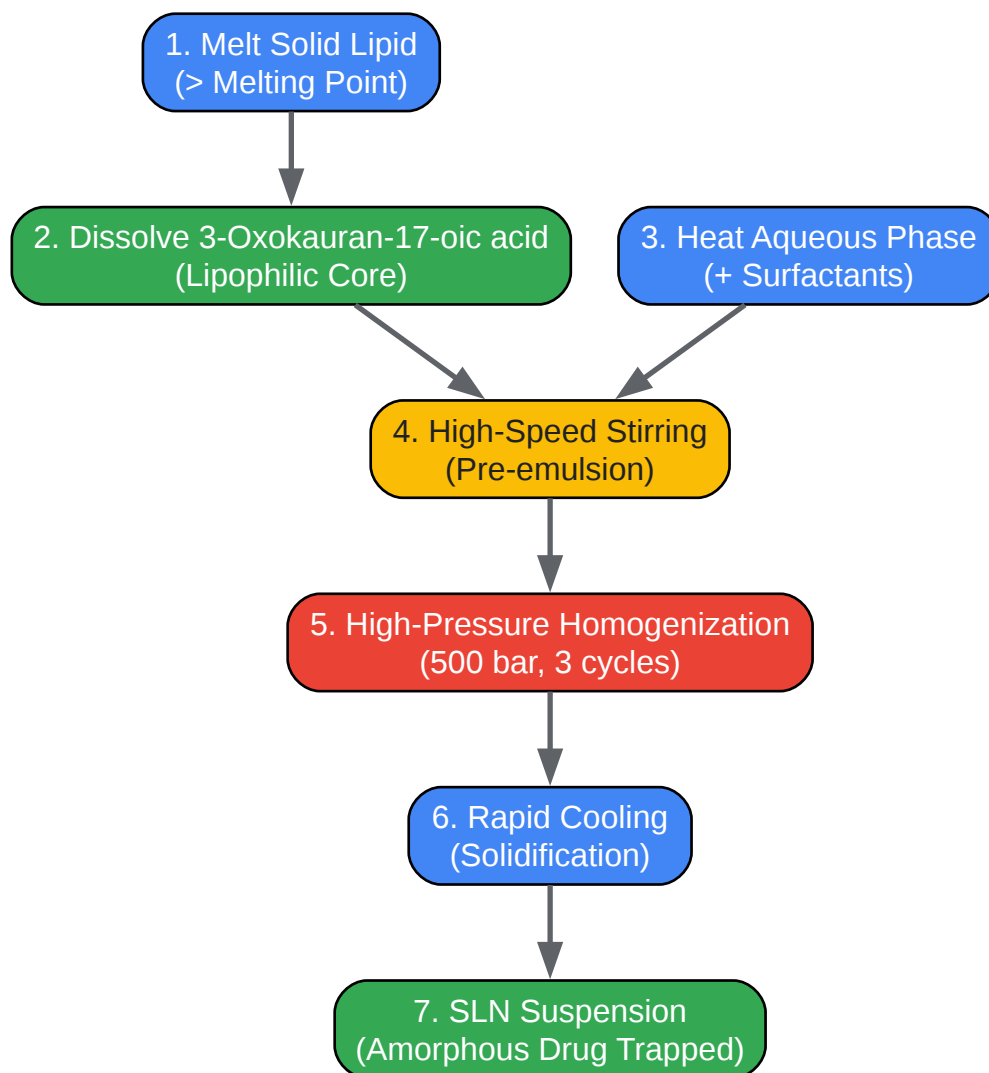 1. Melt Solid Lipid
(> Melting Point)
2. Dissolve 3-Oxokauran-17-oic acid
(Lipophilic Core)
3. Heat Aqueous Phase
(+ Surfactants)
4. High-Speed Stirring
(Pre-emulsion)
5. High-Pressure Homogenization
(500 bar, 3 cycles)
6. Rapid Cooling
(Solidification)
7. SLN Suspension
(Amorphous Drug Trapped)